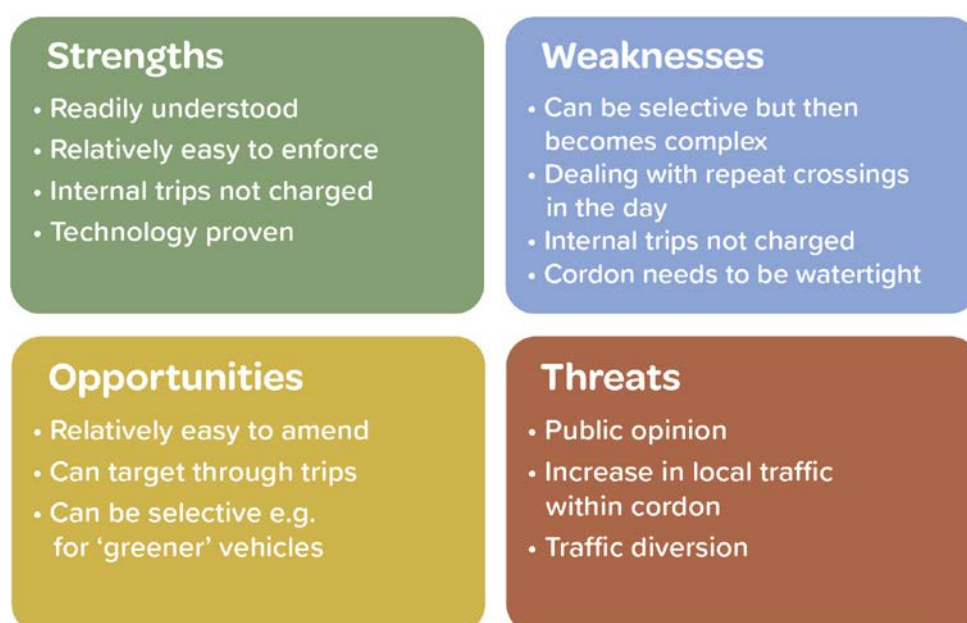 Strengths
• Readily understood
• Relatively easy to enforce
• Internal trips not charged
• Technology proven
Weaknesses
• Can be selective but then
becomes complex
• Dealing with repeat crossings
in the day
• Internal trips not charged
• Cordon needs to be watertight
Opportunities
• Relatively easy to amend
• Can target through trips
• Can be selective e.g.
for ‘greener’ vehicles
Threats
• Public opinion
• Increase in local traffic
within cordon
• Traffic diversion